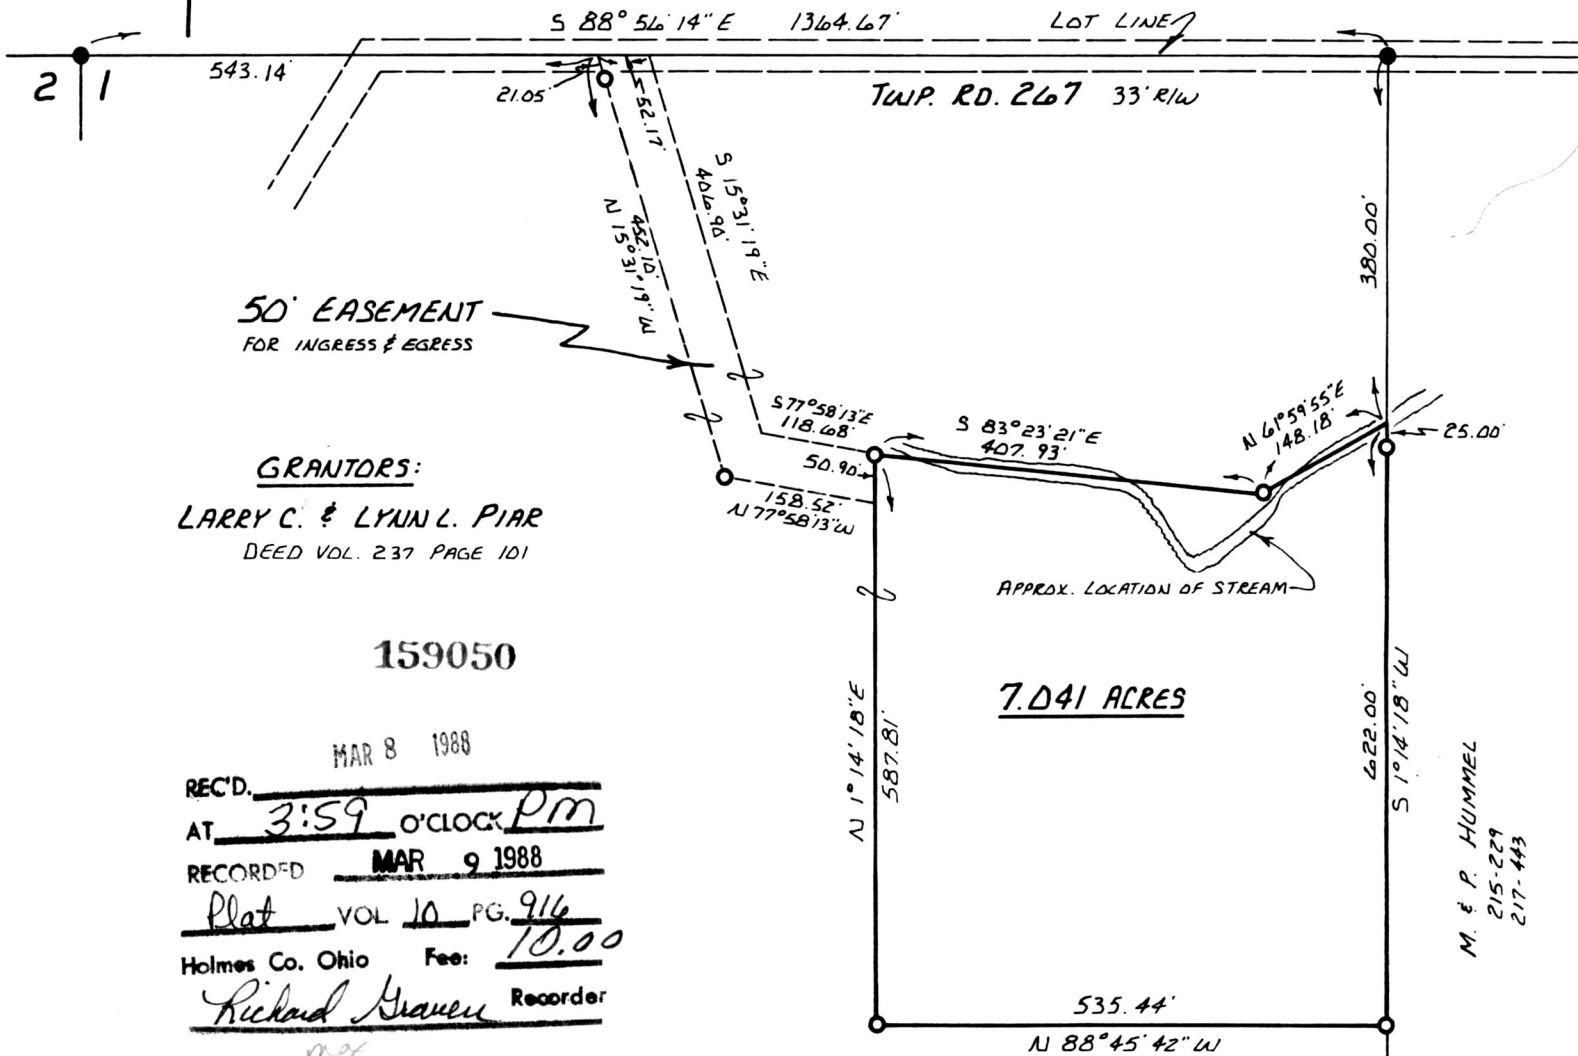 S 88° 56' 14" E 1364.67' LOT LINE
2 1
543.14'
21.05'
52.17'
TWP. RD. 267 33' R/W
S 15° 31' 19" E
406.90'
452.10'
N 15° 31' 19" W
380.00'
50' EASEMENT
FOR INGRESS & EGRESS
S 77° 58' 13" E
118.68'
50.90'
158.52'
N 77° 58' 13" W
S 83° 23' 21" E
407.93'
N 61° 59' 55" E
148.18'
25.00'
GRANTORS:
LARRY C. & LYNN L. PIAR
DEED VOL. 237 PAGE 101
APPROX. LOCATION OF STREAM
159050
7.041 ACRES
N 1° 14' 18" E
587.81'
622.00'
S 1° 14' 18" W
M. & P. HUMMEL
215-229
217-443
MAR 8 1988
REC'D.
AT 3:59 O'CLOCK PM
RECORDED MAR 9 1988
Plat VOL 10 PG. 916
Holmes Co. Ohio Fee: 10.00
Richard Graven Recorder
535.44'
N 88° 45' 42" W